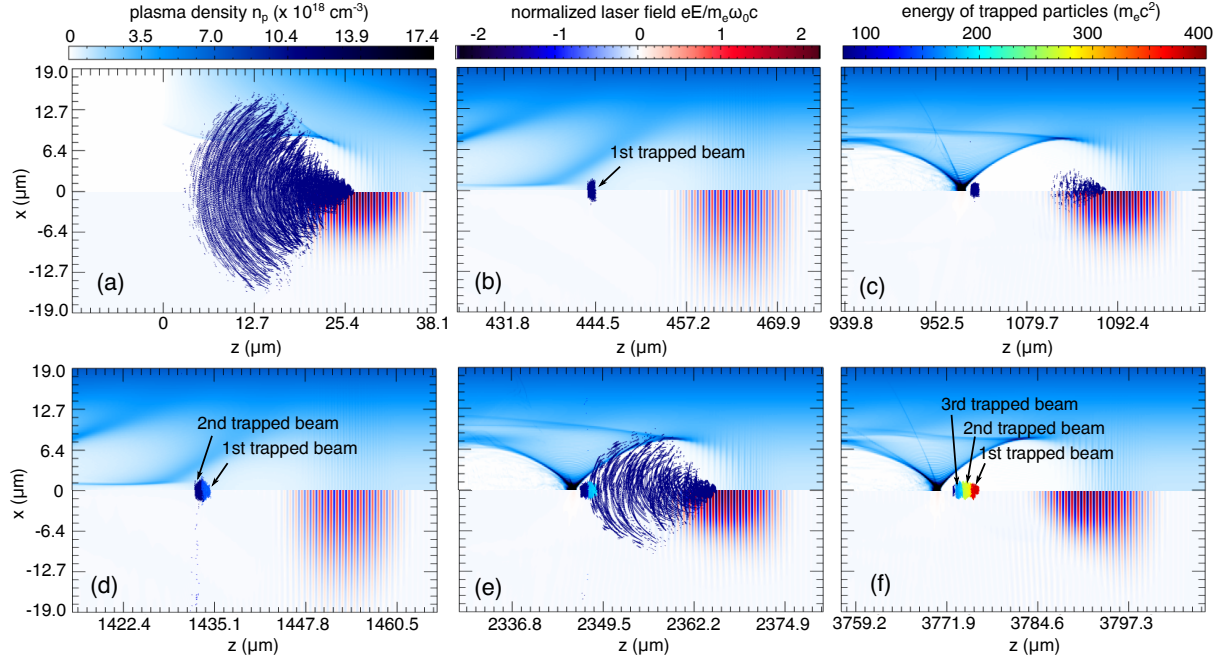 plasma density nₚ (x 10¹⁸ cm⁻³)
0 3.5 7.0 10.4 13.9 17.4
normalized laser field eE/mₑω₀c
-2 -1 0 1 2
energy of trapped particles (mₑc²)
100 200 300 400
19.0
12.7
6.4
0
-6.4
-12.7
-19.0
x (µm)
(a)
0 12.7 25.4 38.1
z (µm)
1st trapped beam
(b)
431.8 444.5 457.2 469.9
z (µm)
(c)
939.8 952.5 1079.7 1092.4
z (µm)
19.0
12.7
6.4
0
-6.4
-12.7
-19.0
x (µm)
2nd trapped beam
1st trapped beam
(d)
1422.4 1435.1 1447.8 1460.5
z (µm)
(e)
2336.8 2349.5 2362.2 2374.9
z (µm)
3rd trapped beam
2nd trapped beam
1st trapped beam
(f)
3759.2 3771.9 3784.6 3797.3
z (µm)